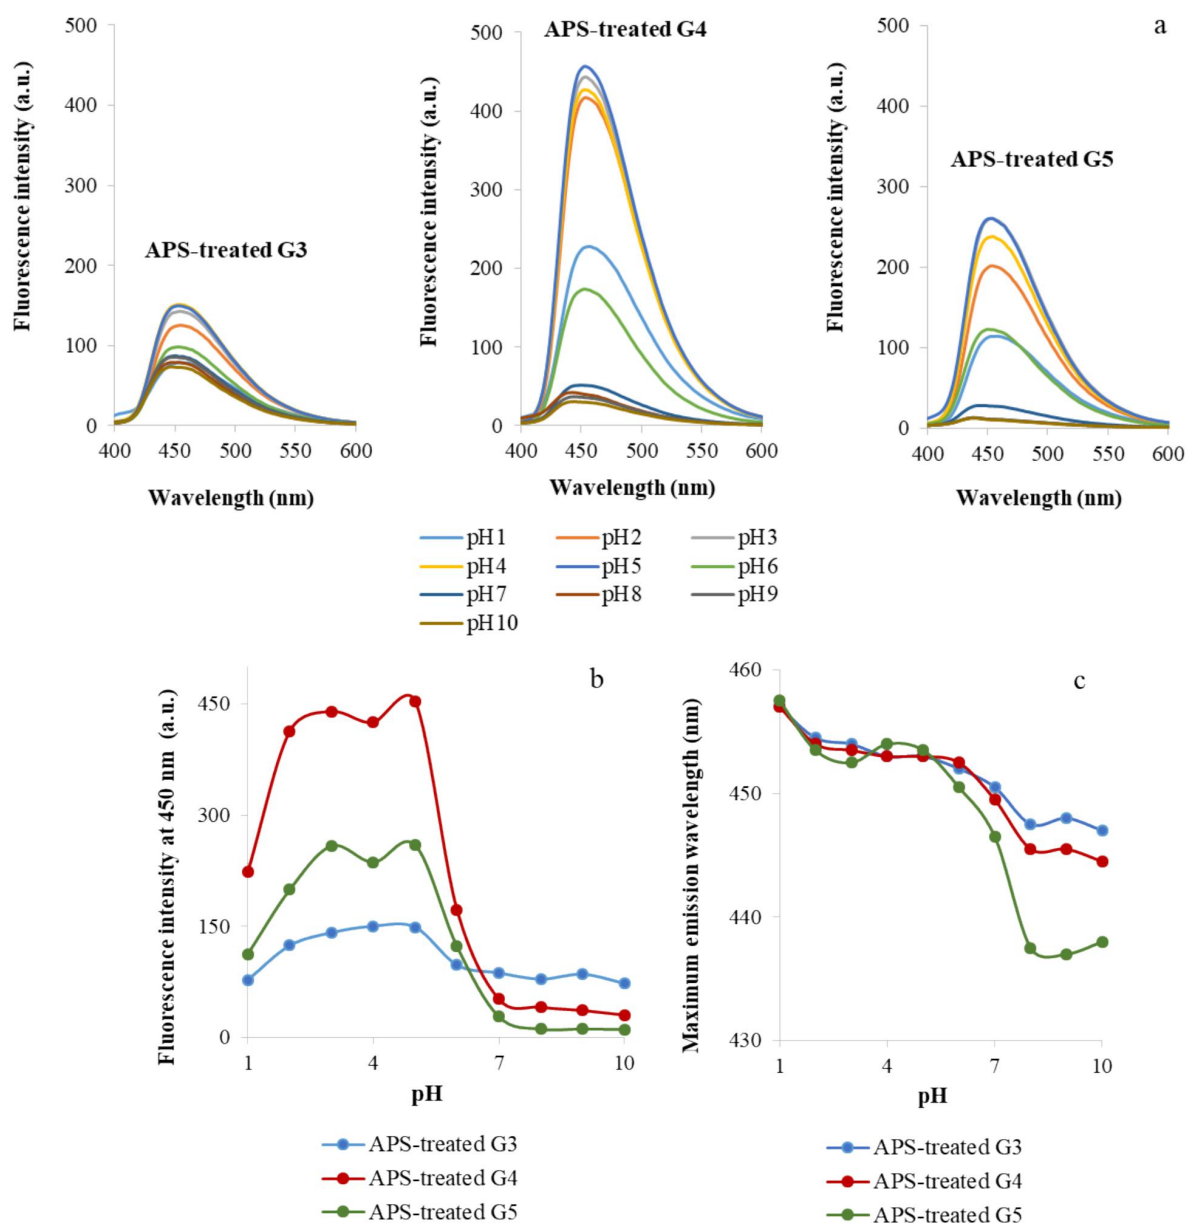 APS-treated G3
500
400
300
200
100
0
400 450 500 550 600
Fluorescence intensity (a.u.)
Wavelength (nm)
APS-treated G4
500
400
300
200
100
0
400 450 500 550 600
Fluorescence intensity (a.u.)
Wavelength (nm)
a
APS-treated G5
500
400
300
200
100
0
400 450 500 550 600
Fluorescence intensity (a.u.)
Wavelength (nm)
pH1 pH2 pH3
pH4 pH5 pH6
pH7 pH8 pH9
pH10
b
450
300
150
0
1 4 7 10
Fluorescence intensity at 450 nm (a.u.)
pH
APS-treated G3
APS-treated G4
APS-treated G5
c
460
450
440
430
1 4 7 10
Maximum emission wavelength (nm)
pH
APS-treated G3
APS-treated G4
APS-treated G5